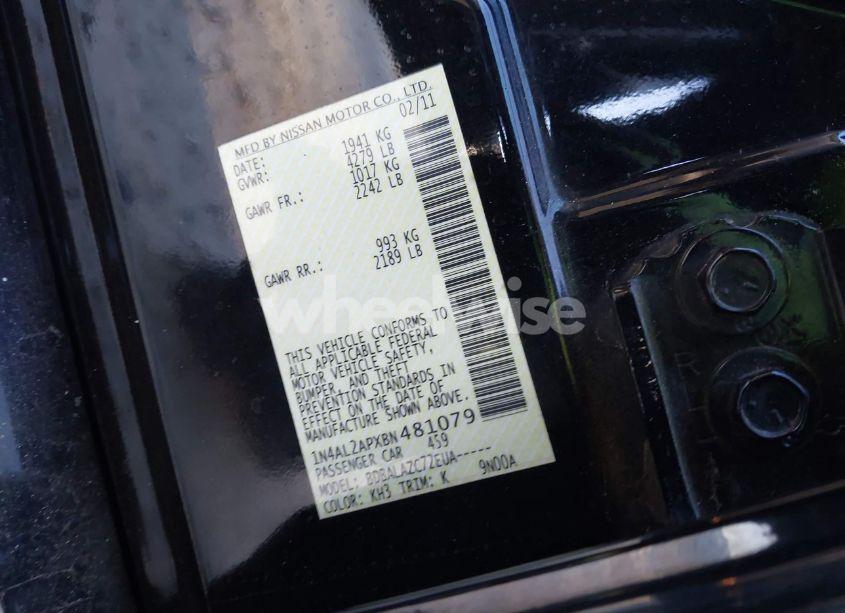 MFD BY NISSAN MOTOR CO., LTD.
DATE: 02/11
GVWR: 1941 KG
4279 LB
GAWR FR.: 1017 KG
2242 LB
GAWR RR.: 993 KG
2189 LB
THIS VEHICLE CONFORMS TO
ALL APPLICABLE FEDERAL
MOTOR VEHICLE SAFETY,
BUMPER, AND THEFT
PREVENTION STANDARDS IN
EFFECT ON THE DATE OF
MANUFACTURE SHOWN ABOVE.
1N4AL2APXBN481079
PASSENGER CAR 459
MODEL: BDBALAZC72EUA-----
COLOR: KH3 TRIM: K 9N00A
wheelwise